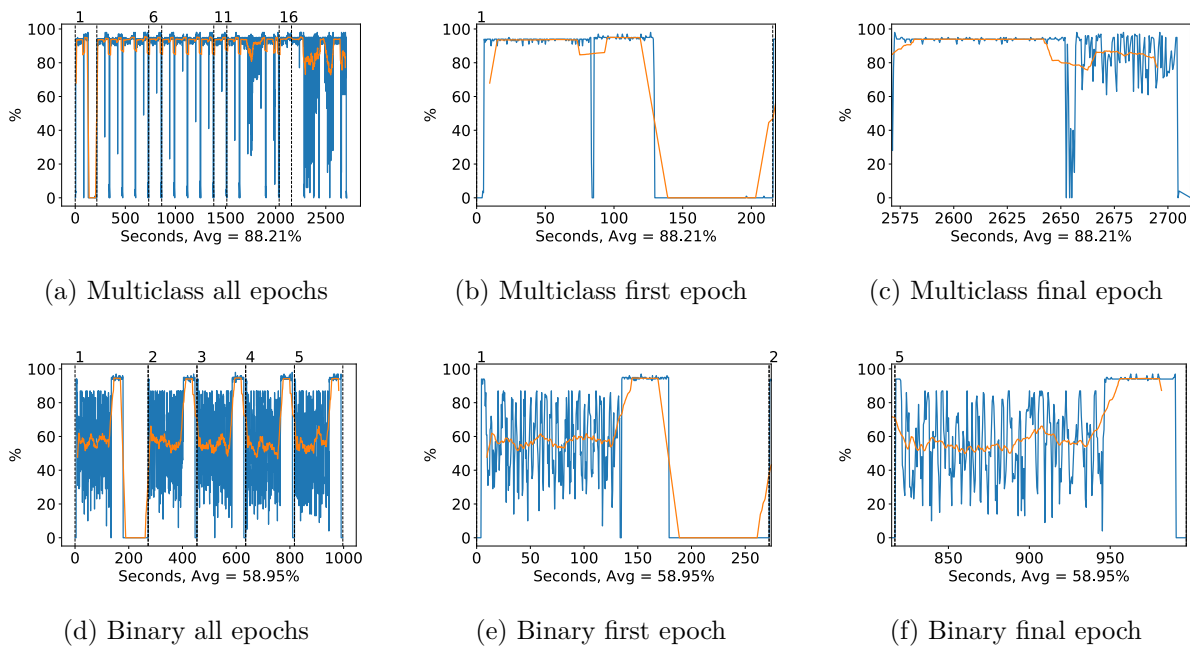 1 6 11 16
100
80
60
40
20
0
%
0 500 1000 1500 2000 2500
Seconds, Avg = 88.21%
(a) Multiclass all epochs
1
100
80
60
40
20
0
%
0 50 100 150 200
Seconds, Avg = 88.21%
(b) Multiclass first epoch
100
80
60
40
20
0
%
2575 2600 2625 2650 2675 2700
Seconds, Avg = 88.21%
(c) Multiclass final epoch
1 2 3 4 5
100
80
60
40
20
0
%
0 200 400 600 800 1000
Seconds, Avg = 58.95%
(d) Binary all epochs
1 2
100
80
60
40
20
0
%
0 50 100 150 200 250
Seconds, Avg = 58.95%
(e) Binary first epoch
5
100
80
60
40
20
0
%
850 900 950
Seconds, Avg = 58.95%
(f) Binary final epoch